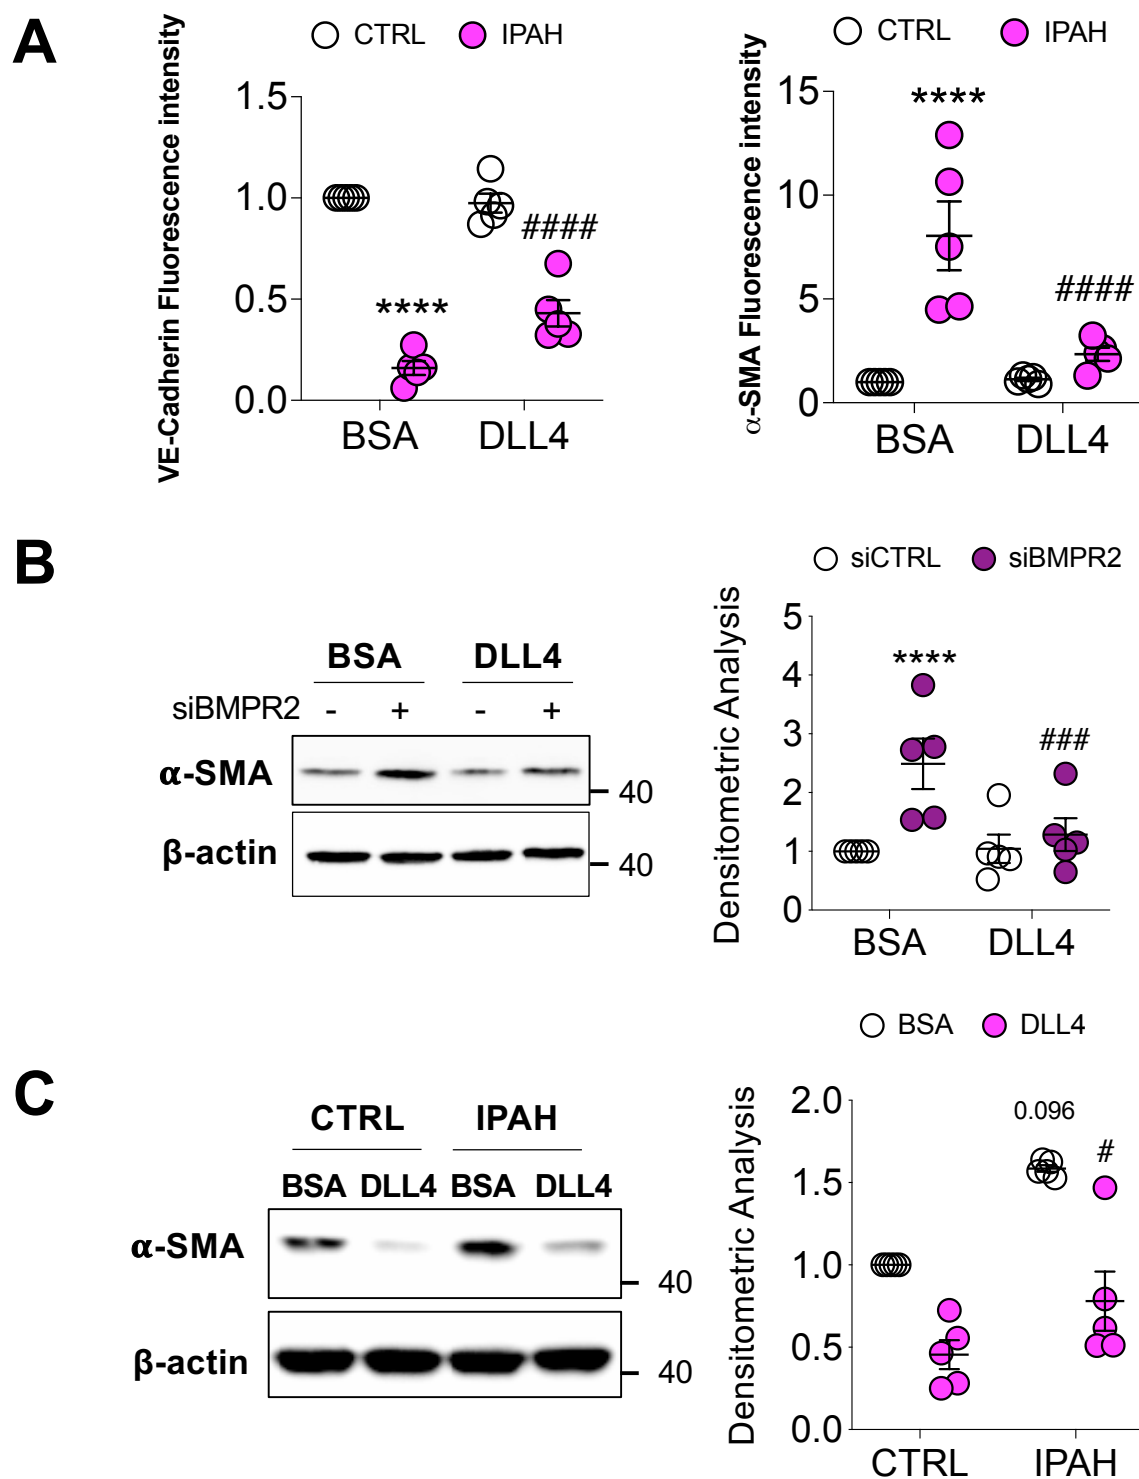 A
CTRL IPAH
VE-Cadherin Fluorescence intensity
1.5
1.0
0.5
0.0
****
####
BSA DLL4
CTRL IPAH
α-SMA Fluorescence intensity
15
10
5
0
****
####
BSA DLL4
B
BSA DLL4
siBMPR2 - + - +
α-SMA
40
β-actin
40
siCTRL siBMPR2
Densitometric Analysis
5
4
3
2
1
0
****
###
BSA DLL4
C
CTRL IPAH
BSA DLL4 BSA DLL4
α-SMA
40
β-actin
40
BSA DLL4
Densitometric Analysis
2.0
1.5
1.0
0.5
0.0
0.096
#
CTRL IPAH